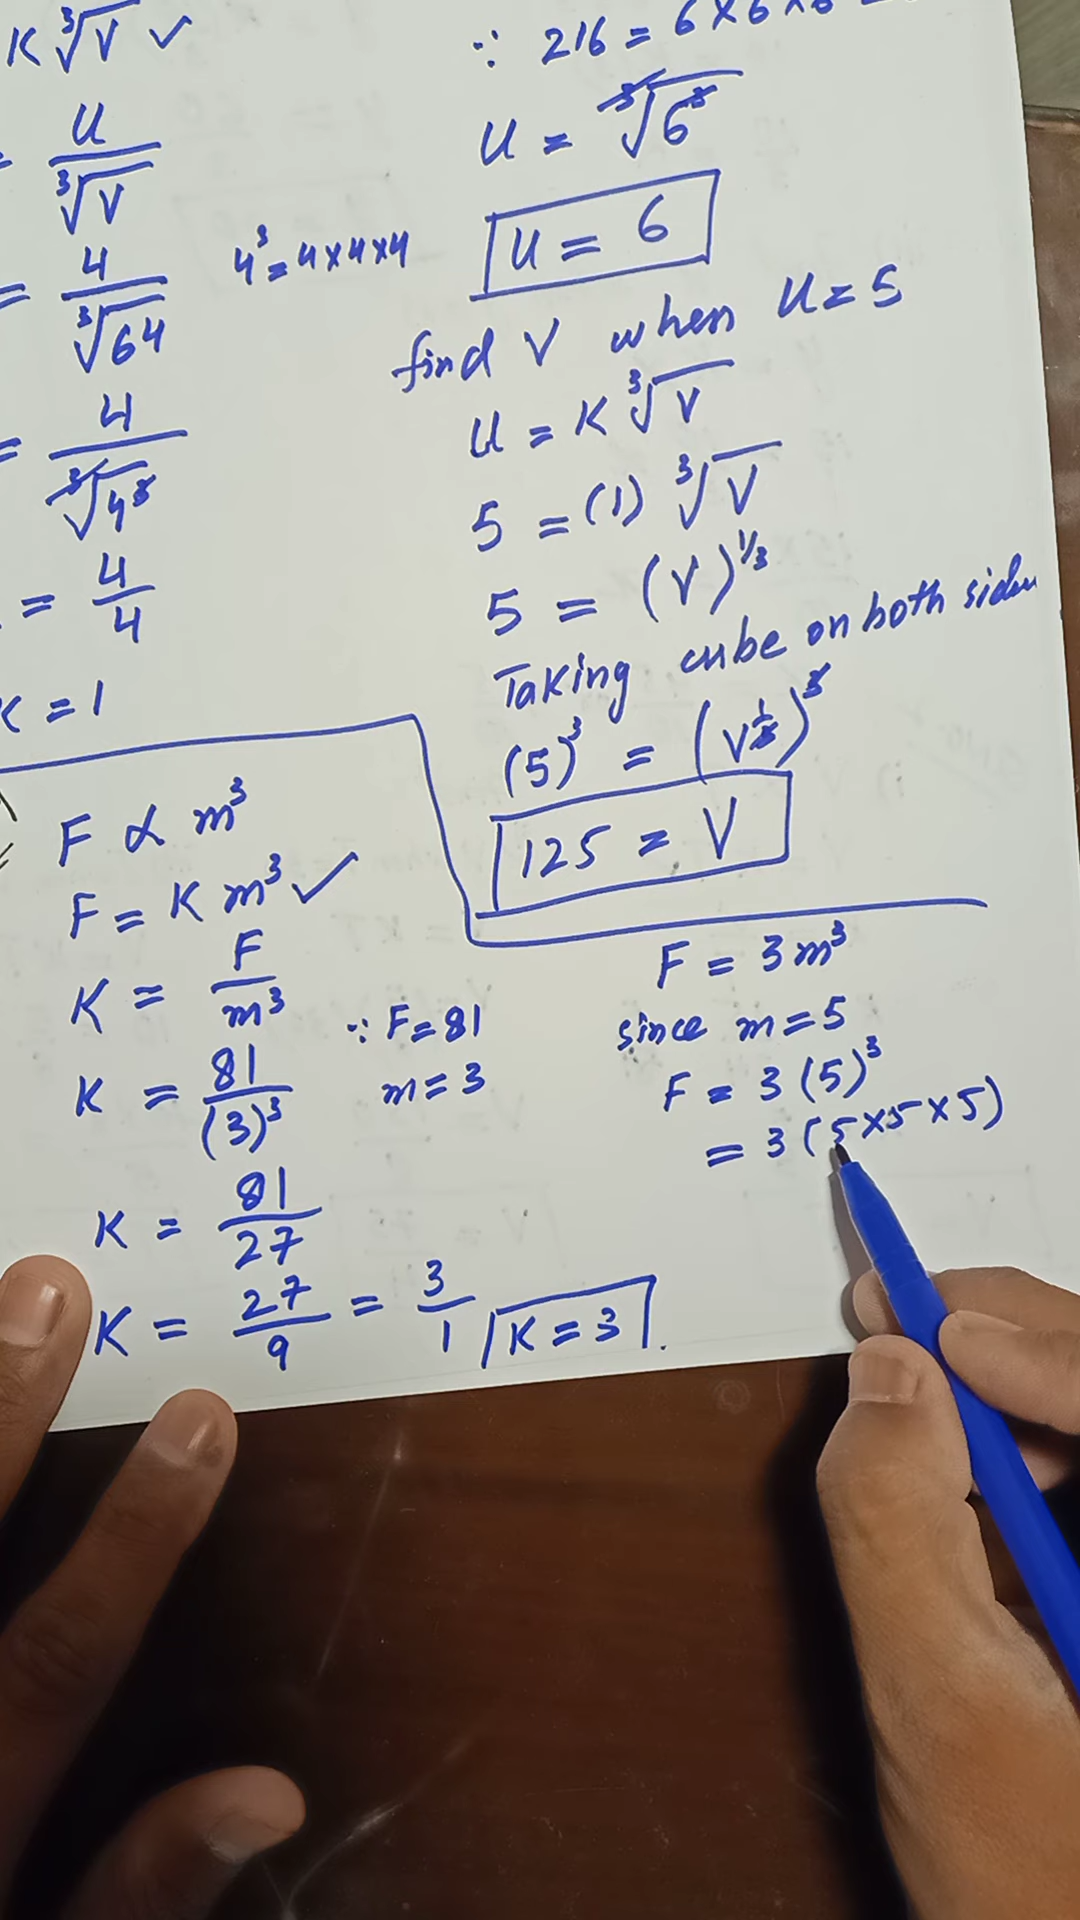 K∛V ✓
= U/∛V
= 4/∛64
4³ = 4×4×4
= 4/∛4³
= 4/4
K = 1
∵ 216 = 6×6×6
U = ∛6³
U = 6
find V when U = 5
U = K∛V
5 = (1) ∛V
5 = (V)^1/3
Taking cube on both sides
(5)³ = (V^1/3)³
125 = V
F ∝ m³
F = K m³ ✓
K = F/m³
K = 81/(3)³
∵ F = 81
m = 3
K = 81/27
K = 27/9 = 3/1 K = 3
F = 3m³
since m = 5
F = 3 (5)³
= 3 (5×5×5)